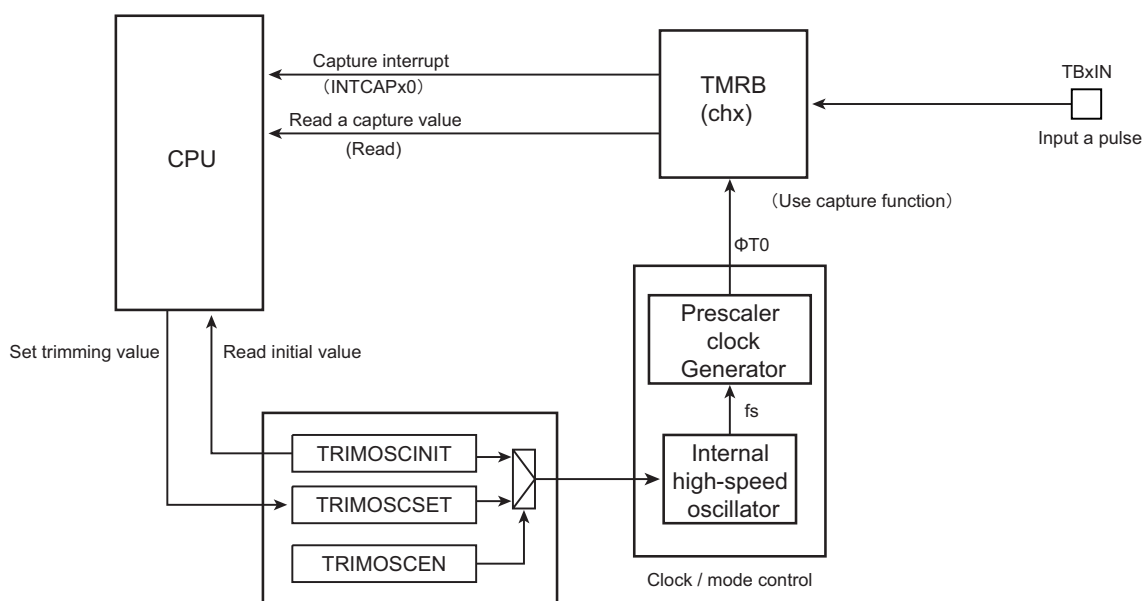 Capture interrupt
（INTCAPx0）
Read a capture value
(Read)
CPU
TMRB
(chx)
TBxIN
Input a pulse
（Use capture function）
ΦT0
Set trimming value
Read initial value
Prescaler
clock
Generator
fs
TRIMOSCINIT
TRIMOSCSET
TRIMOSCEN
Internal
high-speed
oscillator
Clock / mode control